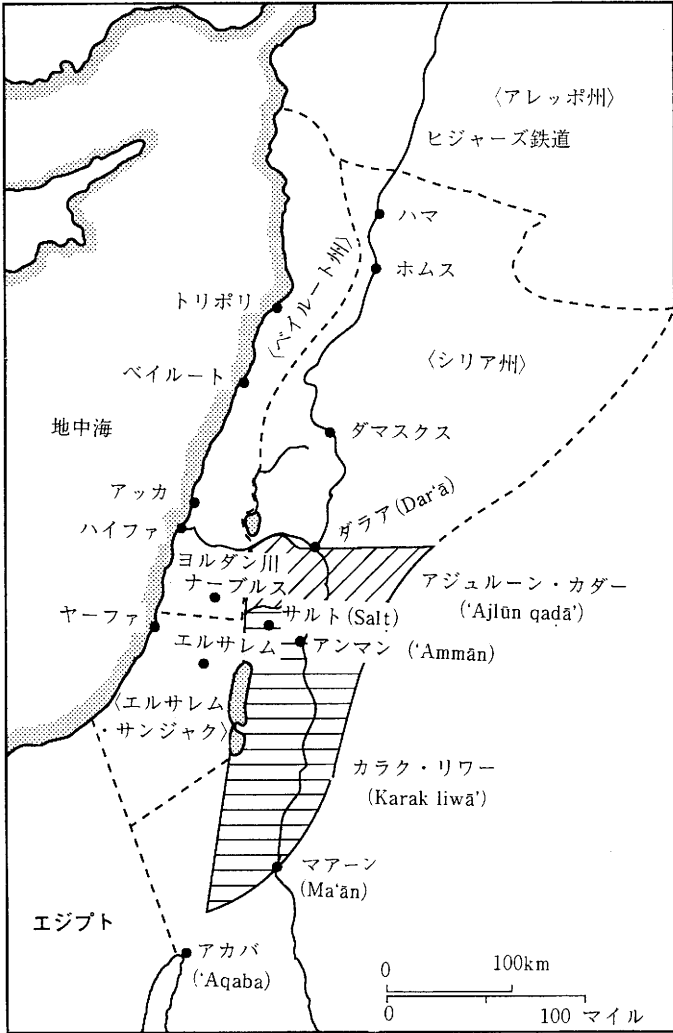 〈アレッポ州〉
ヒジャーズ鉄道
ハマ
ホムス
〈ベイルート州〉
トリポリ
〈シリア州〉
ベイルート
ダマスクス
地中海
アッカ
ダラア(Dar'ā)
ハイファ
ヨルダン川
ナーブルス
アジュルーン・カダー
('Ajlūn qaḍā')
サルト(Salt)
ヤーファ
エルサレム
アンマン ('Ammān)
〈エルサレム
・サンジャク〉
カラク・リワー
(Karak liwā')
マアーン
(Ma'ān)
エジプト
アカバ
('Aqaba)
0 100km
0 100 マイル